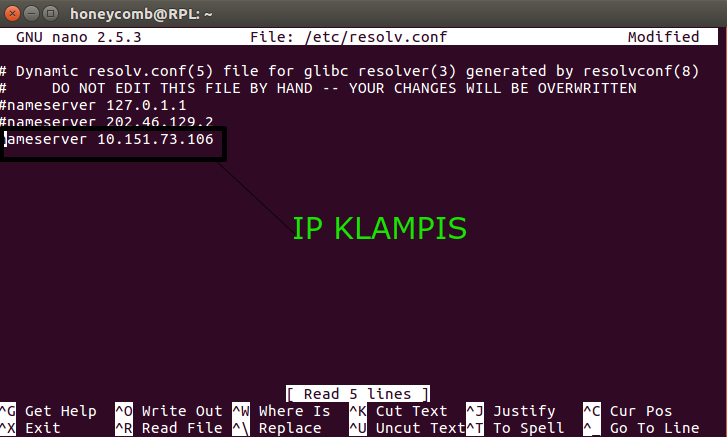 honeycomb@RPL: ~
GNU nano 2.5.3 File: /etc/resolv.conf Modified
# Dynamic resolv.conf(5) file for glibc resolver(3) generated by resolvconf(8)
# DO NOT EDIT THIS FILE BY HAND -- YOUR CHANGES WILL BE OVERWRITTEN
#nameserver 127.0.1.1
#nameserver 202.46.129.2
nameserver 10.151.73.106
IP KLAMPIS
[ Read 5 lines ]
^G Get Help ^O Write Out ^W Where Is ^K Cut Text ^J Justify ^C Cur Pos
^X Exit ^R Read File ^\ Replace ^U Uncut Text ^T To Spell ^_ Go To Line